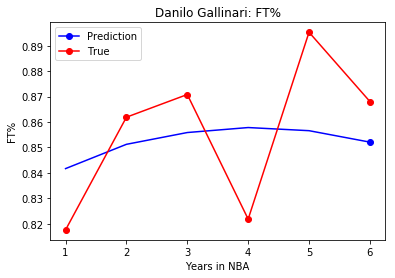 Danilo Gallinari: FT%
Prediction
True
0.89
0.88
0.87
0.86
0.85
0.84
0.83
0.82
FT%
1 2 3 4 5 6
Years in NBA